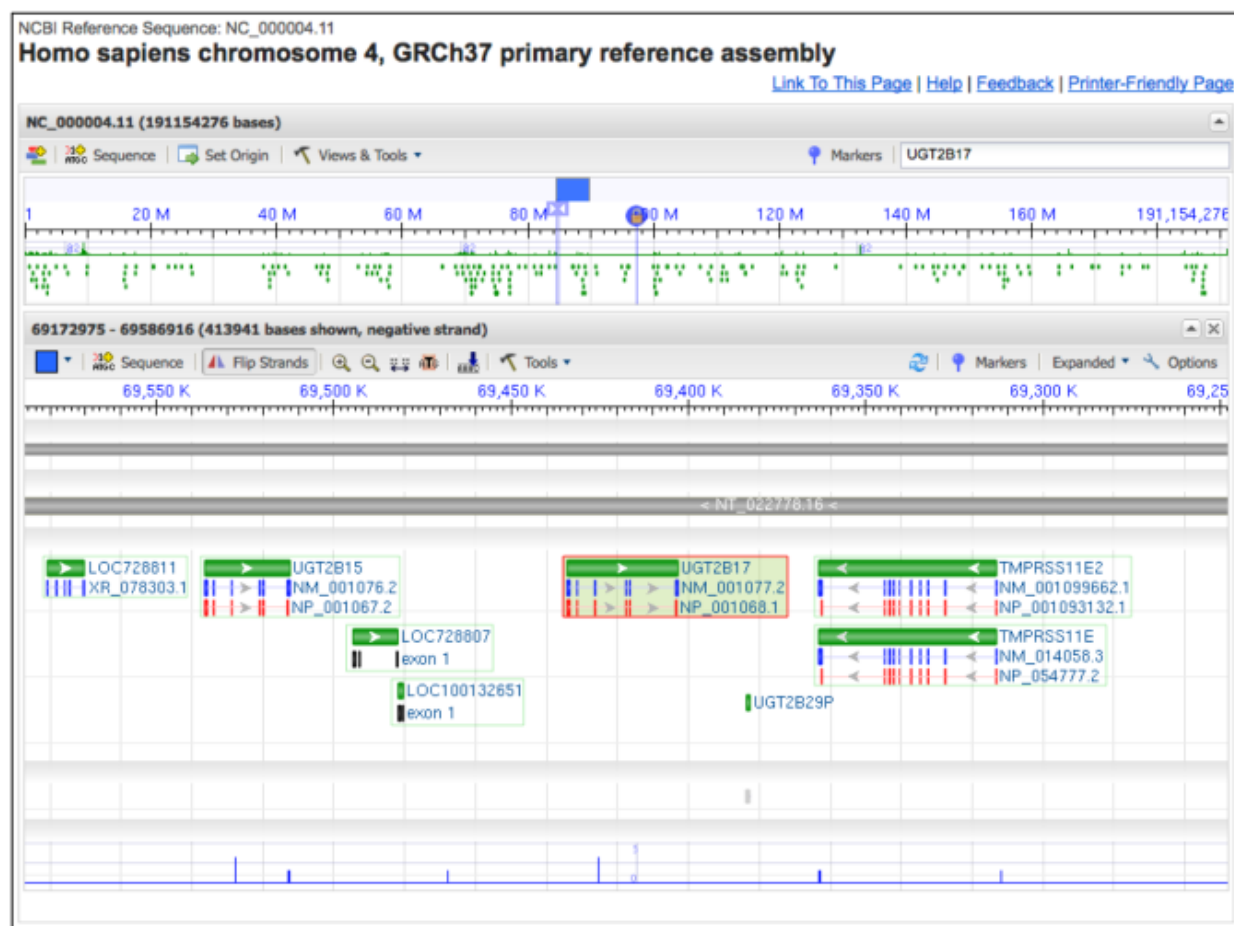 NCBI Reference Sequence: NC_000004.11
Homo sapiens chromosome 4, GRCh37 primary reference assembly
Link To This Page | Help | Feedback | Printer-Friendly Page
NC_000004.11 (191154276 bases)
Sequence Set Origin Views & Tools Markers UGT2B17
1 20 M 40 M 60 M 80 M 120 M 140 M 160 M 191,154,276
69172975 - 69586916 (413941 bases shown, negative strand)
Sequence Flip Strands Tools Markers Expanded Options
69,550 K 69,500 K 69,450 K 69,400 K 69,350 K 69,300 K 69,25
< NT_022778.16 <
LOC728811 UGT2B15 UGT2B17 TMPRSS11E2
XR_078303.1 NM_001076.2 NM_001077.2 NM_001099662.1
NP_001067.2 NP_001068.1 NP_001093132.1
LOC728807 TMPRSS11E
exon 1 NM_014058.3
NP_054777.2
LOC100132651
UGT2B29P
exon 1